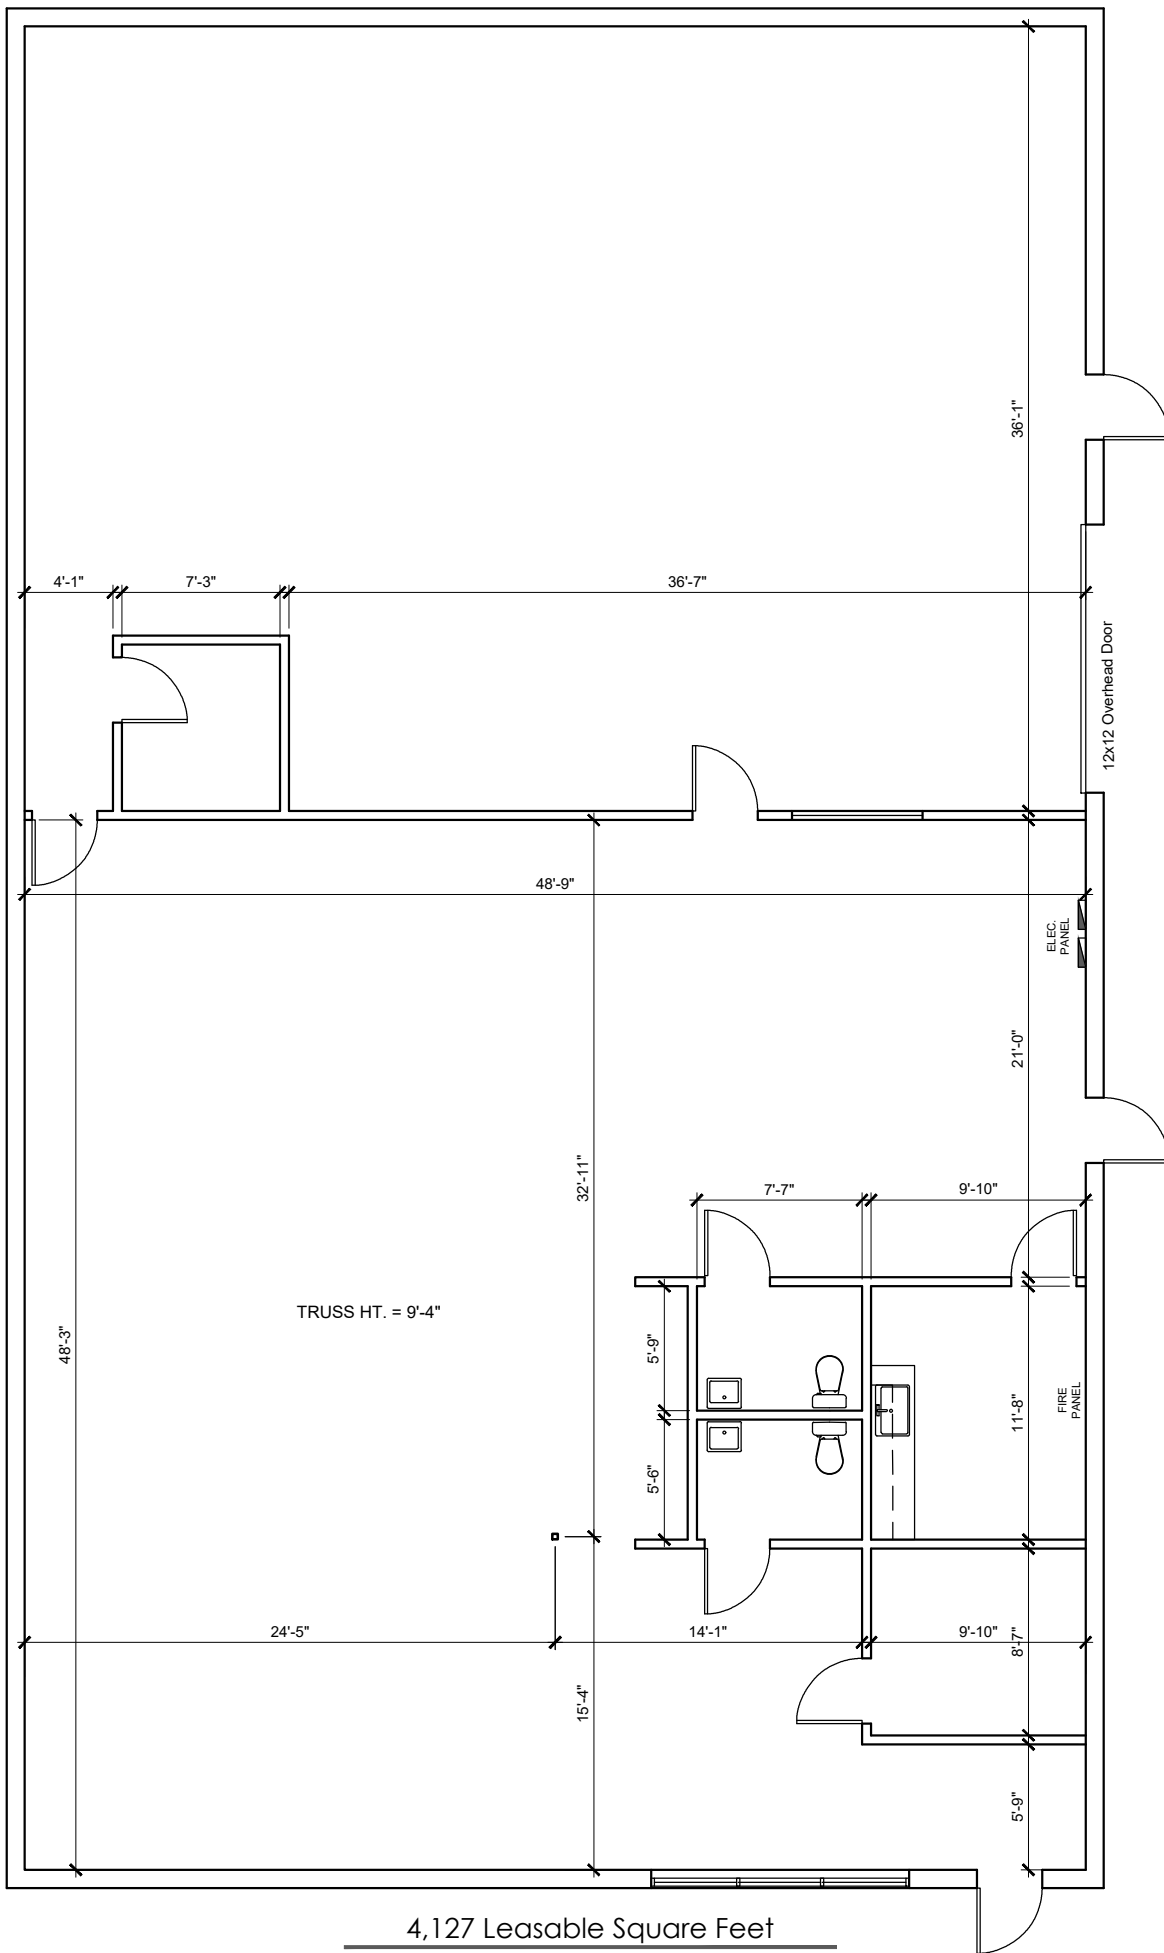 36'-1"
4'-1"
7'-3"
36'-7"
12x12 Overhead Door
48'-9"
ELEC.
PANEL
21'-0"
32'-11"
7'-7"
9'-10"
TRUSS HT. = 9'-4"
48'-3"
5'-9"
11'-8"
FIRE
PANEL
5'-6"
24'-5"
14'-1"
9'-10"
8'-7"
15'-4"
5'-9"
4,127 Leasable Square Feet